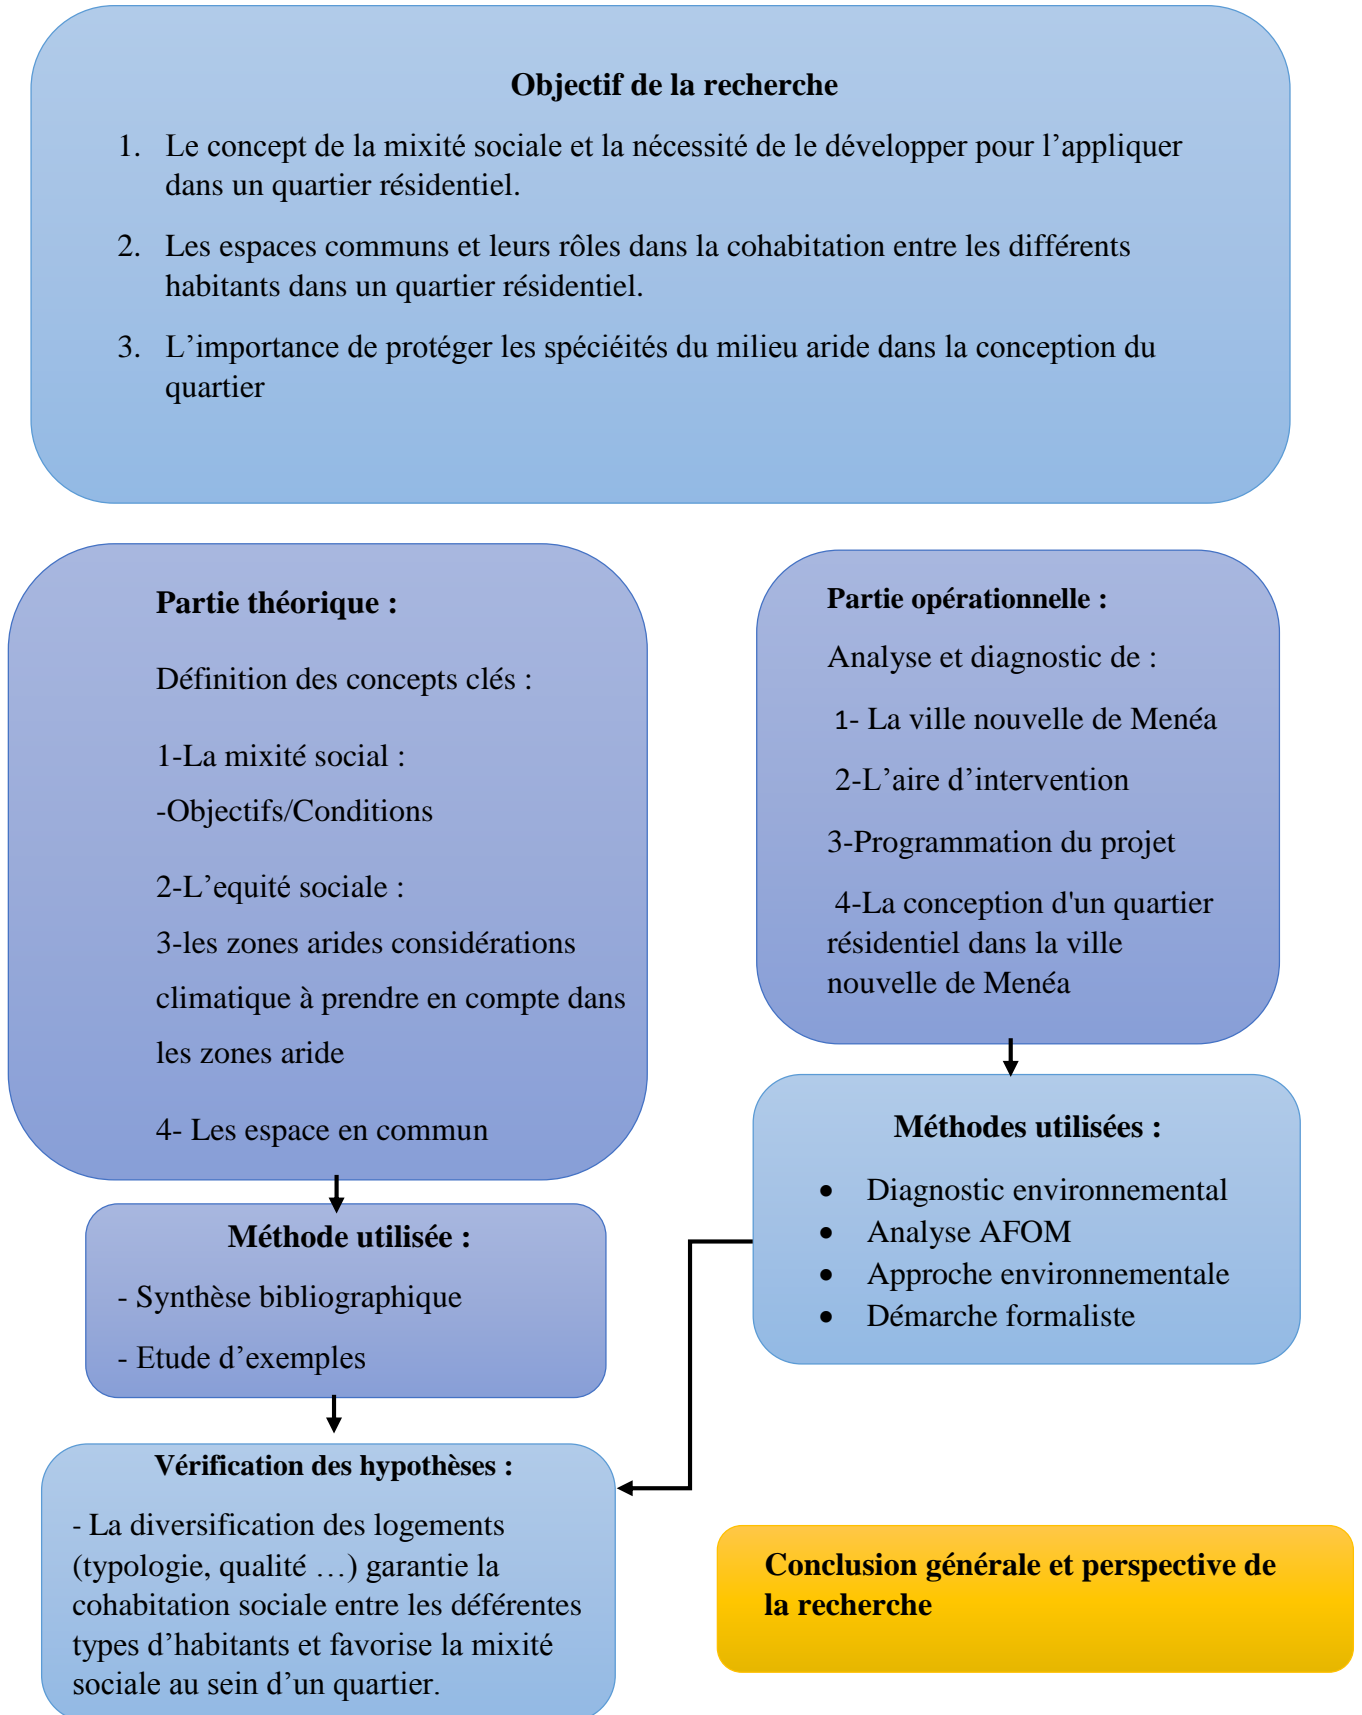 Objectif de la recherche
1. Le concept de la mixité sociale et la nécessité de le développer pour l’appliquer
dans un quartier résidentiel.
2. Les espaces communs et leurs rôles dans la cohabitation entre les différents
habitants dans un quartier résidentiel.
3. L’importance de protéger les spéciéités du milieu aride dans la conception du
quartier
Partie théorique :
Définition des concepts clés :
1-La mixité social :
-Objectifs/Conditions
2-L’equité sociale :
3-les zones arides considérations
climatique à prendre en compte dans
les zones aride
4- Les espace en commun
Méthode utilisée :
- Synthèse bibliographique
- Etude d’exemples
Partie opérationnelle :
Analyse et diagnostic de :
1- La ville nouvelle de Menéa
2-L’aire d’intervention
3-Programmation du projet
4-La conception d'un quartier
résidentiel dans la ville
nouvelle de Menéa
Méthodes utilisées :
• Diagnostic environnemental
• Analyse AFOM
• Approche environnementale
• Démarche formaliste
Vérification des hypothèses :
- La diversification des logements
(typologie, qualité …) garantie la
cohabitation sociale entre les déférentes
types d’habitants et favorise la mixité
sociale au sein d’un quartier.
Conclusion générale et perspective de
la recherche